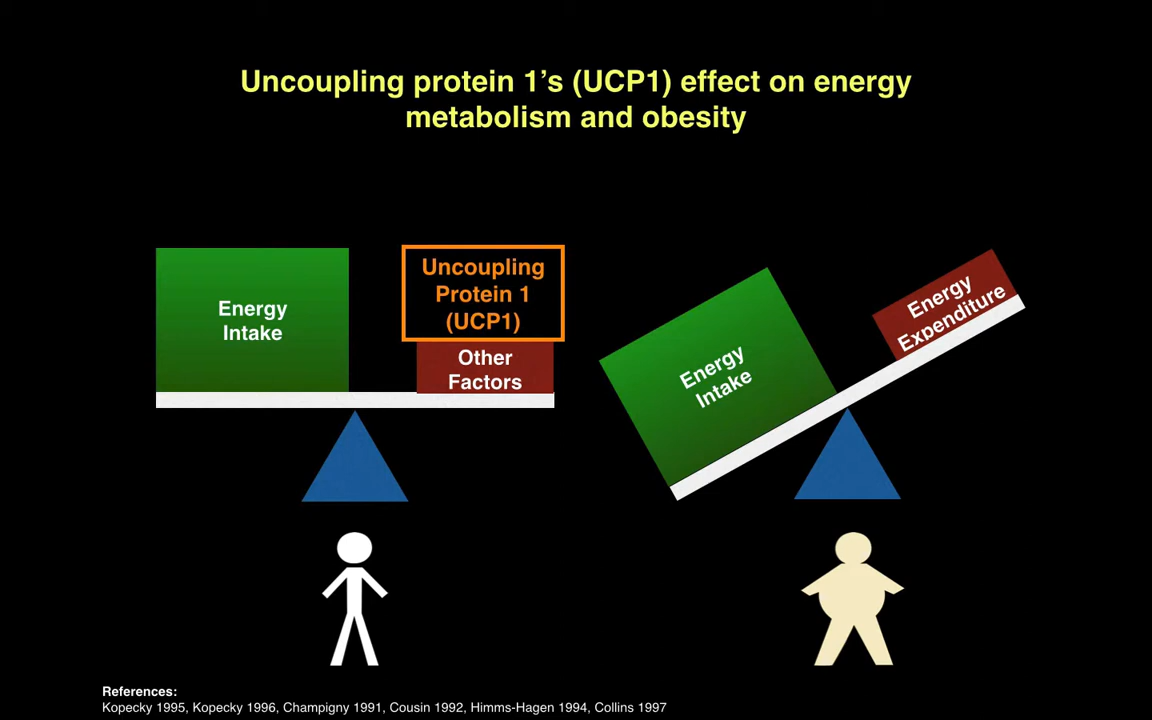 Uncoupling protein 1’s (UCP1) effect on energy
metabolism and obesity
Energy
Intake
Uncoupling
Protein 1
(UCP1)
Other
Factors
Energy
Intake
Energy
Expenditure
References:
Kopecky 1995, Kopecky 1996, Champigny 1991, Cousin 1992, Himms-Hagen 1994, Collins 1997